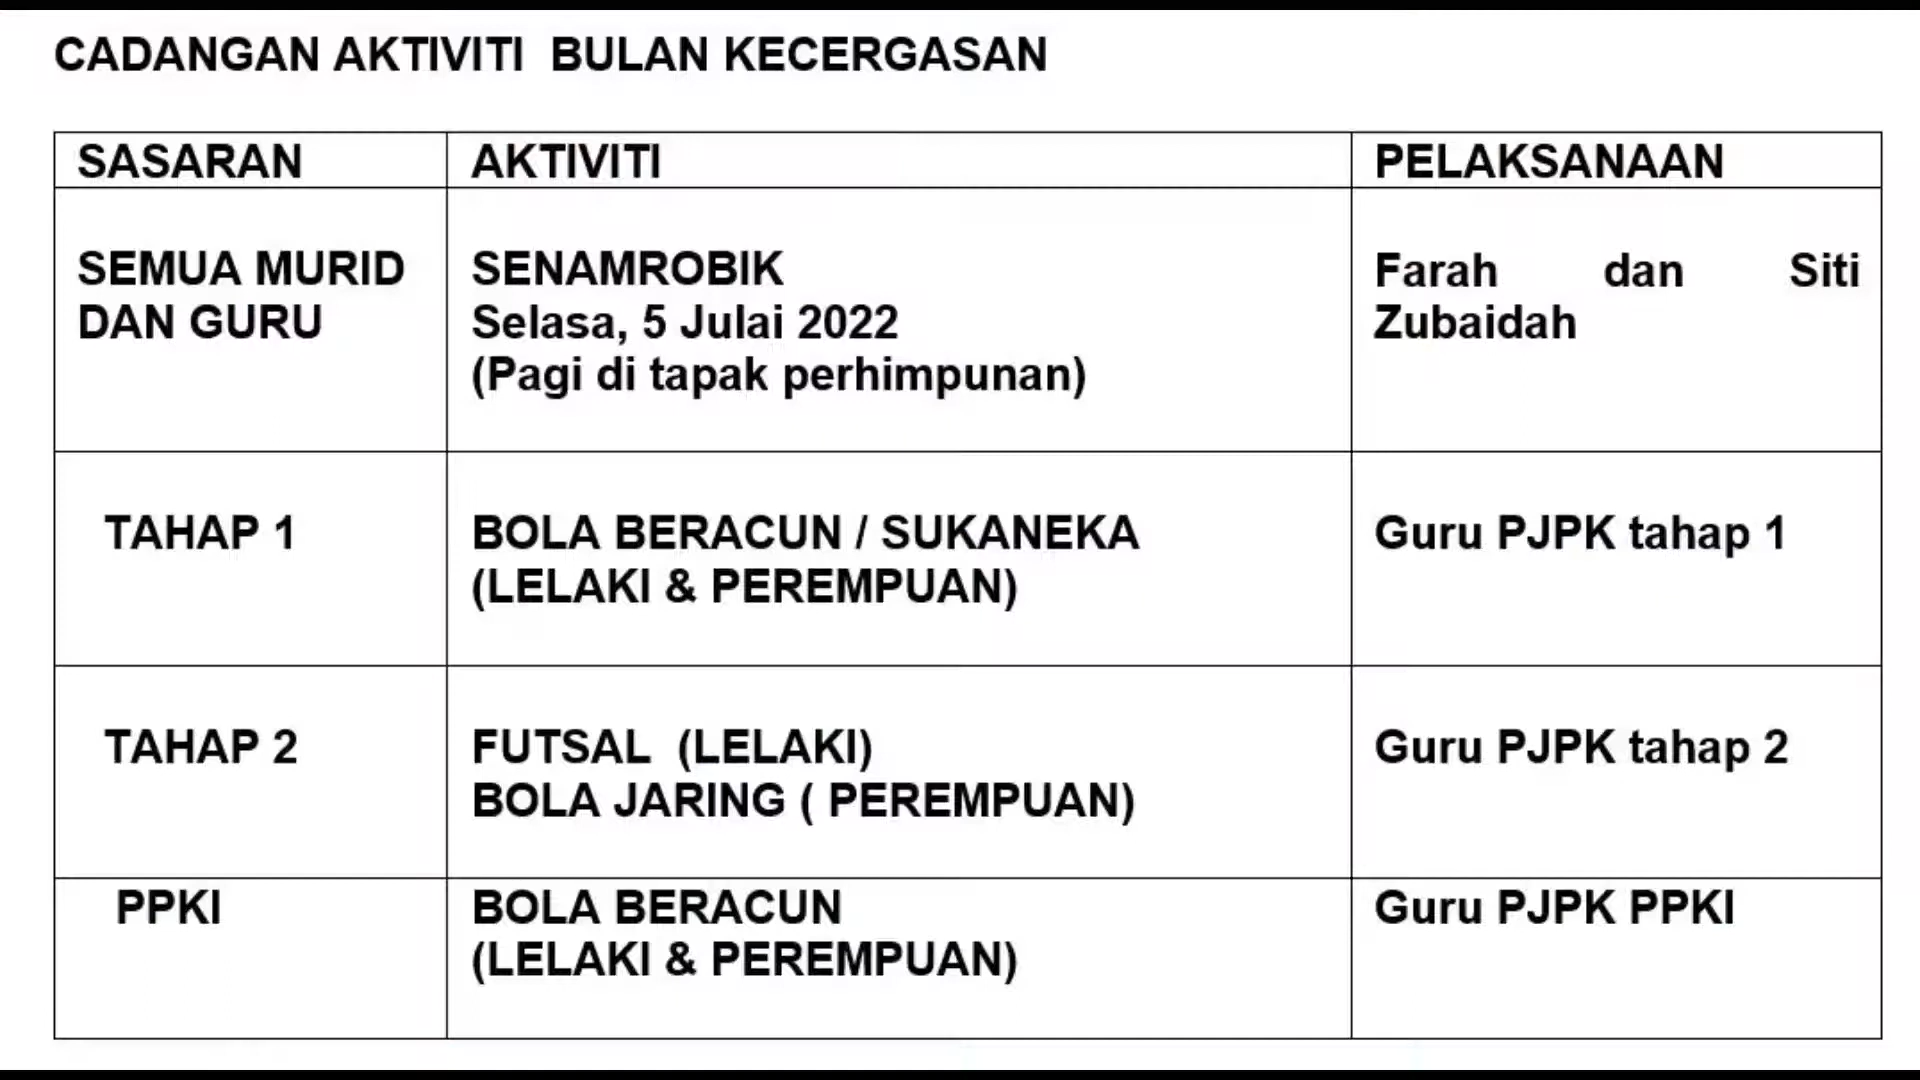 CADANGAN AKTIVITI BULAN KECERGASAN
SASARAN AKTIVITI PELAKSANAAN
SEMUA MURID
DAN GURU
SENAMROBIK
Selasa, 5 Julai 2022
(Pagi di tapak perhimpunan)
Farah dan Siti
Zubaidah
TAHAP 1
BOLA BERACUN / SUKANEKA
(LELAKI & PEREMPUAN)
Guru PJPK tahap 1
TAHAP 2
FUTSAL (LELAKI)
BOLA JARING ( PEREMPUAN)
Guru PJPK tahap 2
PPKI
BOLA BERACUN
(LELAKI & PEREMPUAN)
Guru PJPK PPKI